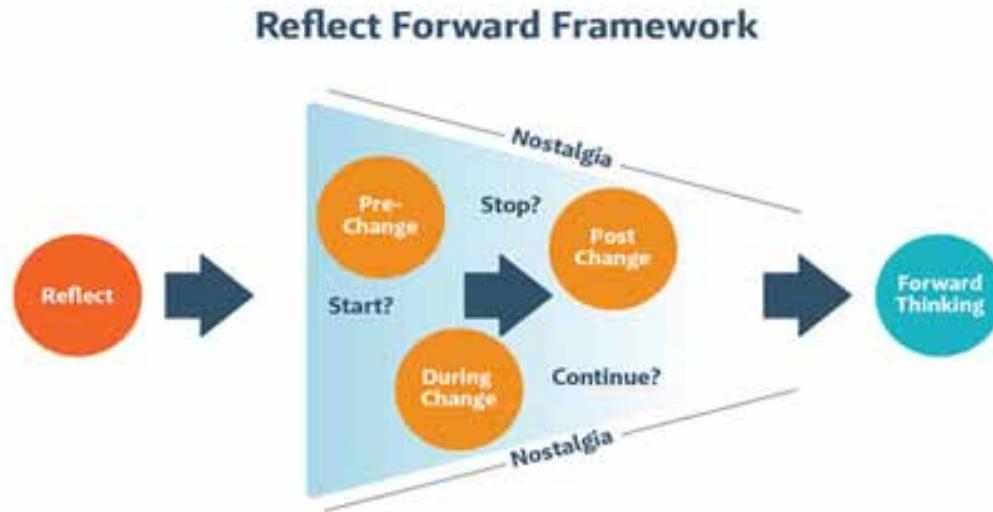 Reflect Forward Framework
Nostalgia
Pre-
Change
Stop?
Post
Change
Reflect
Start?
Forward
Thinking
During
Change
Continue?
Nostalgia